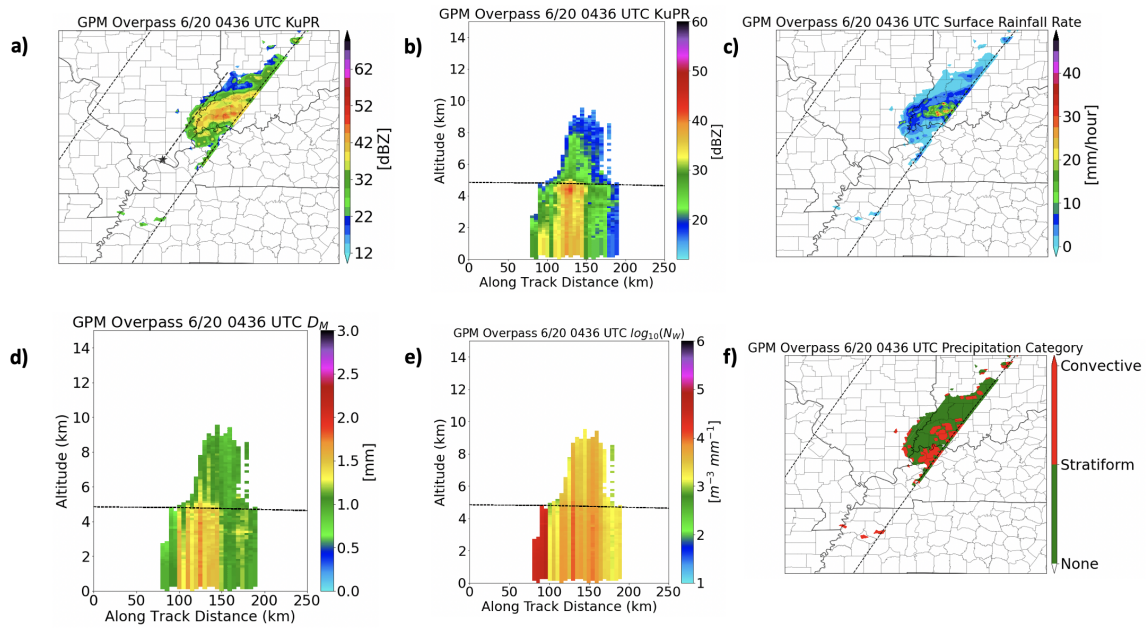 a)
GPM Overpass 6/20 0436 UTC KuPR
62
52
42
32
22
12
[dBZ]
b)
GPM Overpass 6/20 0436 UTC KuPR
14
12
10
8
6
4
2
0
Altitude (km)
0 50 100 150 200 250
Along Track Distance (km)
60
50
40
30
20
[dBZ]
c)
GPM Overpass 6/20 0436 UTC Surface Rainfall Rate
40
30
20
10
0
[mm/hour]
d)
GPM Overpass 6/20 0436 UTC D_M
14
12
10
8
6
4
2
0
Altitude (km)
0 50 100 150 200 250
Along Track Distance (km)
3.0
2.5
2.0
1.5
1.0
0.5
0.0
[mm]
e)
GPM Overpass 6/20 0436 UTC log₁₀(N_W)
14
12
10
8
6
4
2
0
Altitude (km)
0 50 100 150 200 250
Along Track Distance (km)
6
5
4
3
2
1
[m⁻³ mm⁻¹]
f)
GPM Overpass 6/20 0436 UTC Precipitation Category
Convective
Stratiform
None